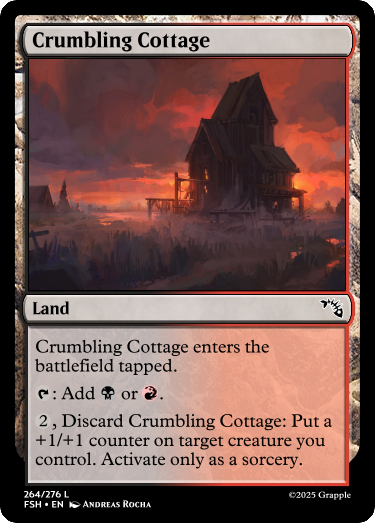 Crumbling Cottage
Land
Crumbling Cottage enters the
battlefield tapped.
: Add or .
2 , Discard Crumbling Cottage: Put a
+1/+1 counter on target creature you
control. Activate only as a sorcery.
264/276 L
FSH • EN Andreas Rocha
©2025 Grapple